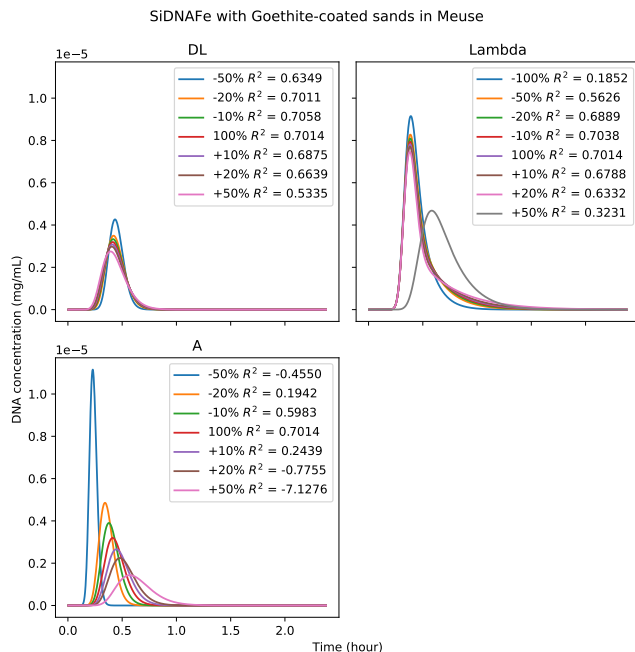 SiDNAFe with Goethite-coated sands in Meuse
DL
1e−5
-50% R² = 0.6349
-20% R² = 0.7011
-10% R² = 0.7058
100% R² = 0.7014
+10% R² = 0.6875
+20% R² = 0.6639
+50% R² = 0.5335
1.0
0.8
0.6
0.4
0.2
0.0
Lambda
-100% R² = 0.1852
-50% R² = 0.5626
-20% R² = 0.6889
-10% R² = 0.7038
100% R² = 0.7014
+10% R² = 0.6788
+20% R² = 0.6332
+50% R² = 0.3231
DNA concentration (mg/mL)
A
1e−5
-50% R² = -0.4550
-20% R² = 0.1942
-10% R² = 0.5983
100% R² = 0.7014
+10% R² = 0.2439
+20% R² = -0.7755
+50% R² = -7.1276
1.0
0.8
0.6
0.4
0.2
0.0
0.0 0.5 1.0 1.5 2.0
Time (hour)